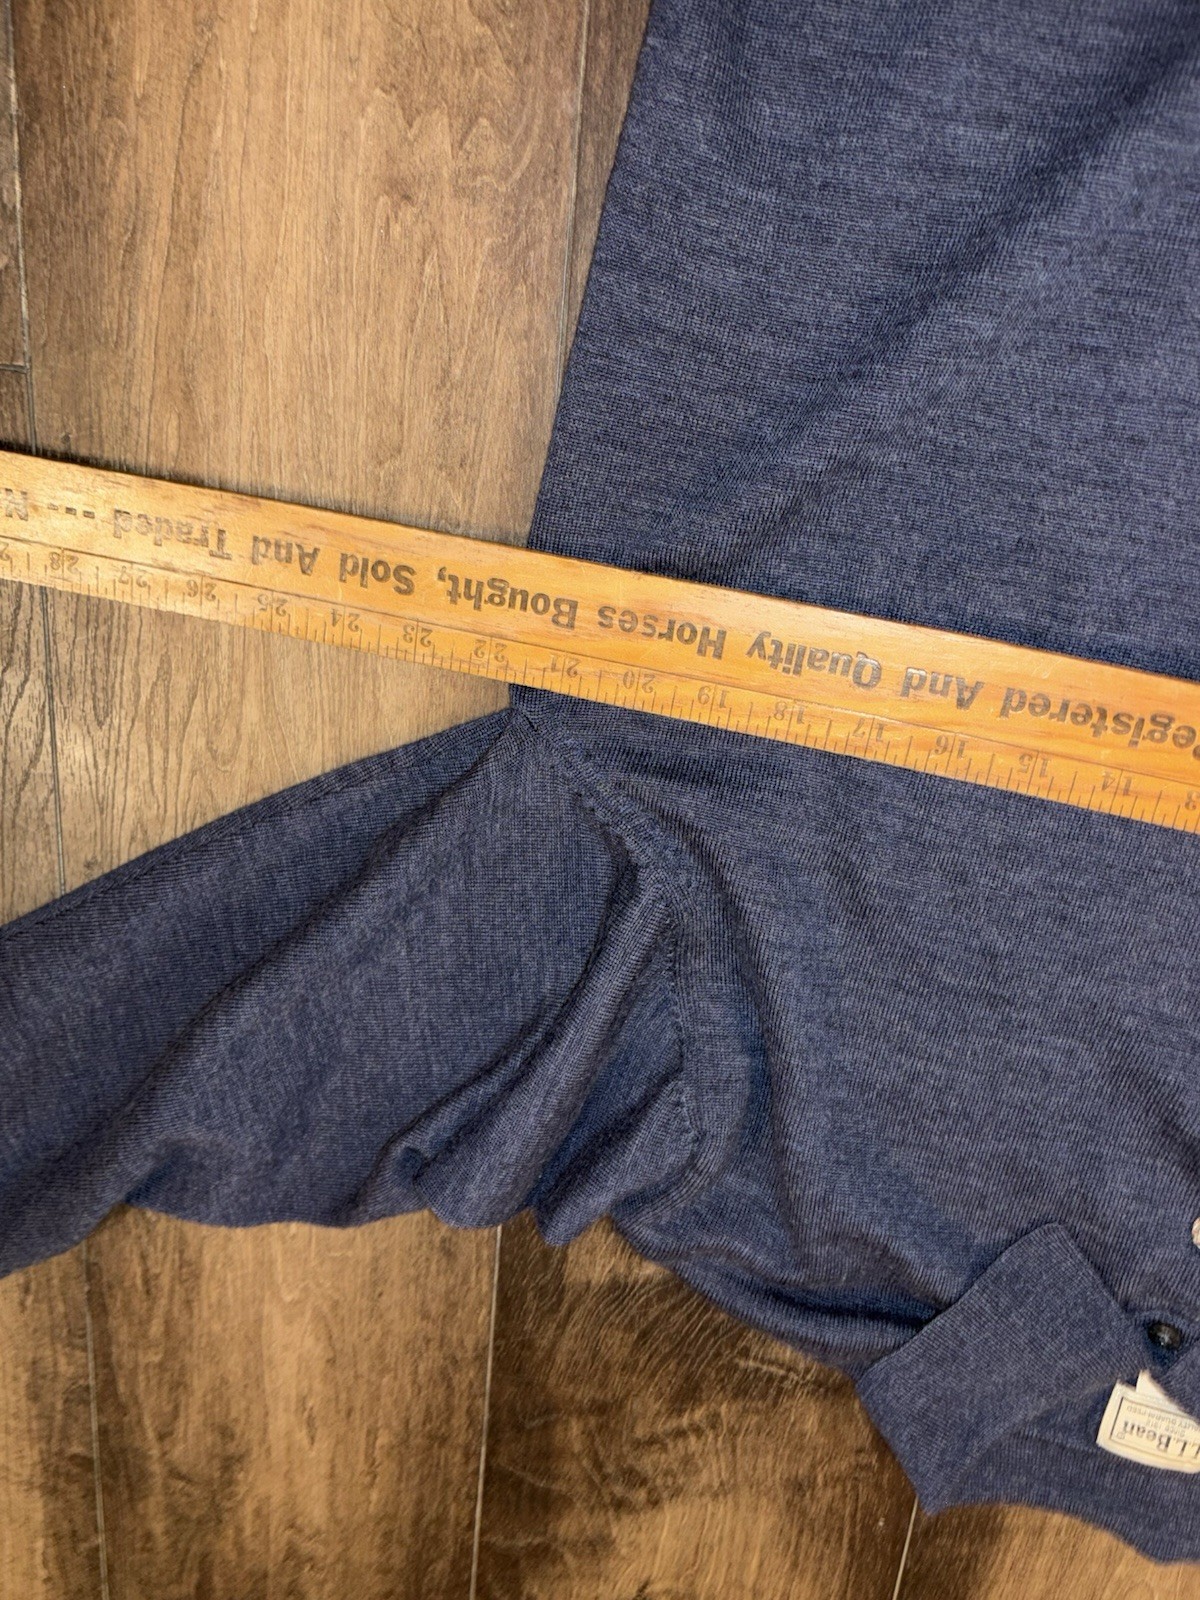 Registered And Quality Horses Bought, Sold And Traded ---
14 15 16 17 18 19 20 21 22 23 24 25 26 27 28
L.L.Bean